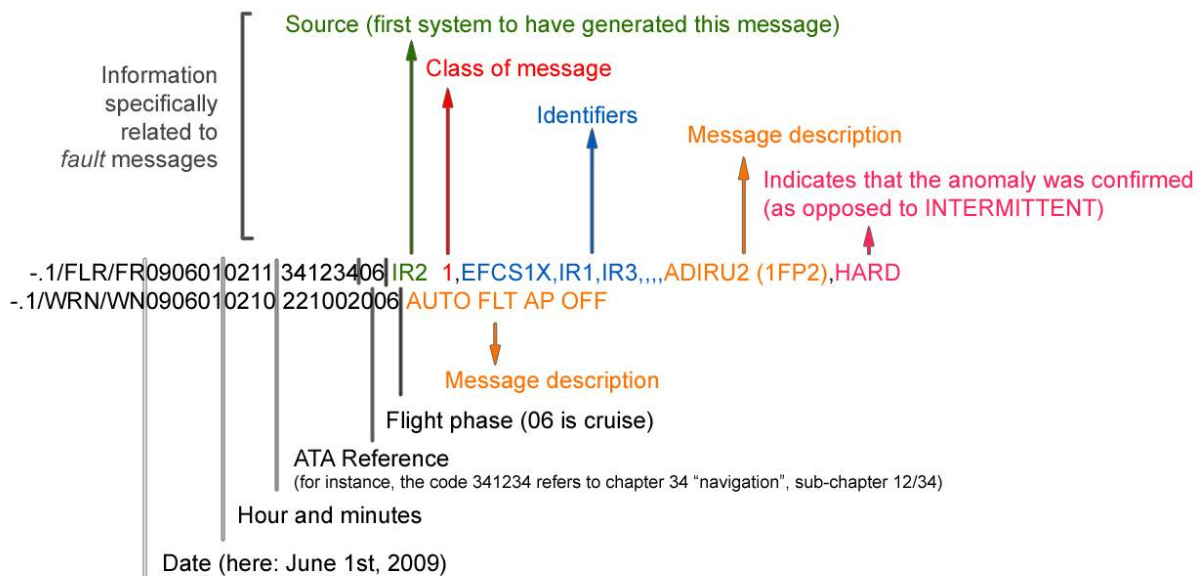 Source (first system to have generated this message)
Class of message
Information
specifically
related to
fault messages
Identifiers
Message description
Indicates that the anomaly was confirmed
(as opposed to INTERMITTENT)
-.1/FLR/FR0906010211 34123406 IR2 1,EFCS1X,IR1,IR3,,,,ADIRU2 (1FP2),HARD
-.1/WRN/WN0906010210 221002006 AUTO FLT AP OFF
Message description
Flight phase (06 is cruise)
ATA Reference
(for instance, the code 341234 refers to chapter 34 “navigation”, sub-chapter 12/34)
Hour and minutes
Date (here: June 1st, 2009)